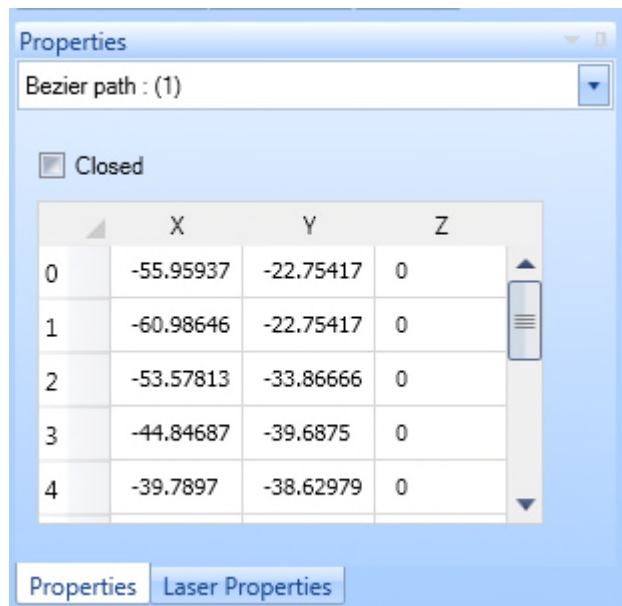 Properties
Bezier path : (1)
Closed
X Y Z
0 -55.95937 -22.75417 0
1 -60.98646 -22.75417 0
2 -53.57813 -33.86666 0
3 -44.84687 -39.6875 0
4 -39.7897 -38.62979 0
Properties Laser Properties